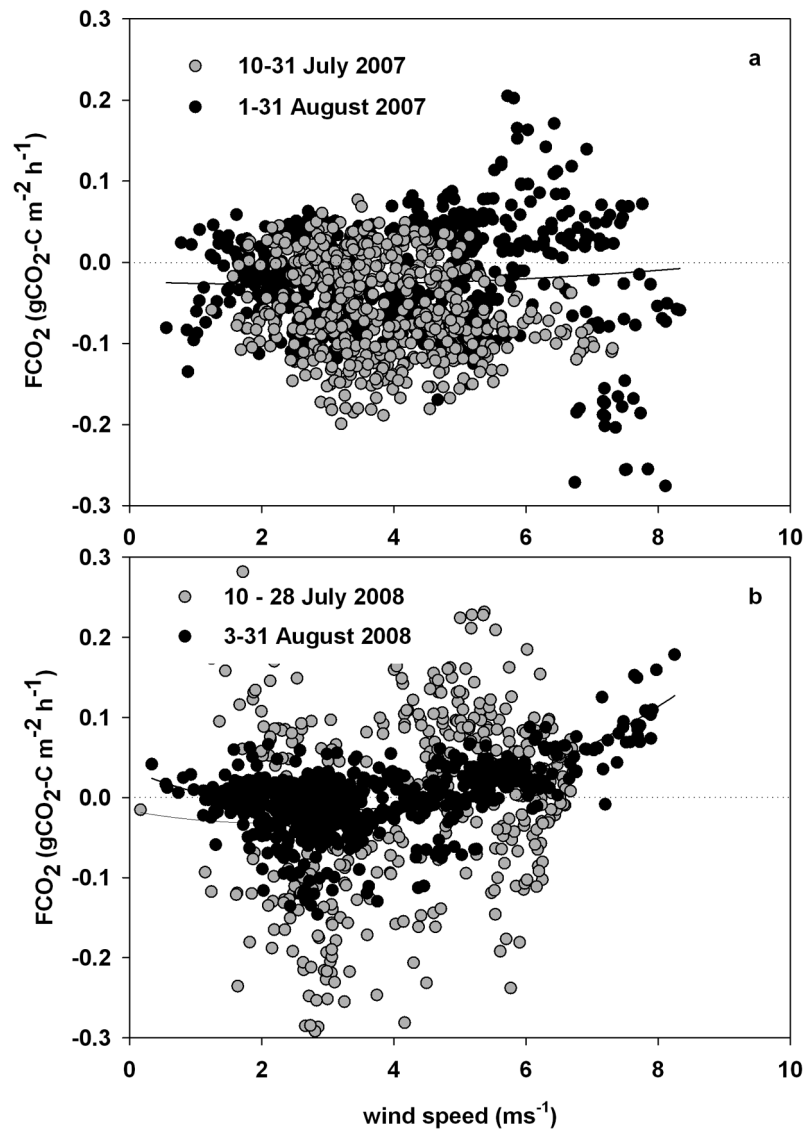 0.3
a
10-31 July 2007
1-31 August 2007
0.2
0.1
0.0
-0.1
-0.2
-0.3
FCO₂ (gCO₂-C m⁻² h⁻¹)
0 2 4 6 8 10
0.3
b
10 - 28 July 2008
3-31 August 2008
0.2
0.1
0.0
-0.1
-0.2
-0.3
FCO₂ (gCO₂-C m⁻² h⁻¹)
0 2 4 6 8 10
wind speed (ms⁻¹)